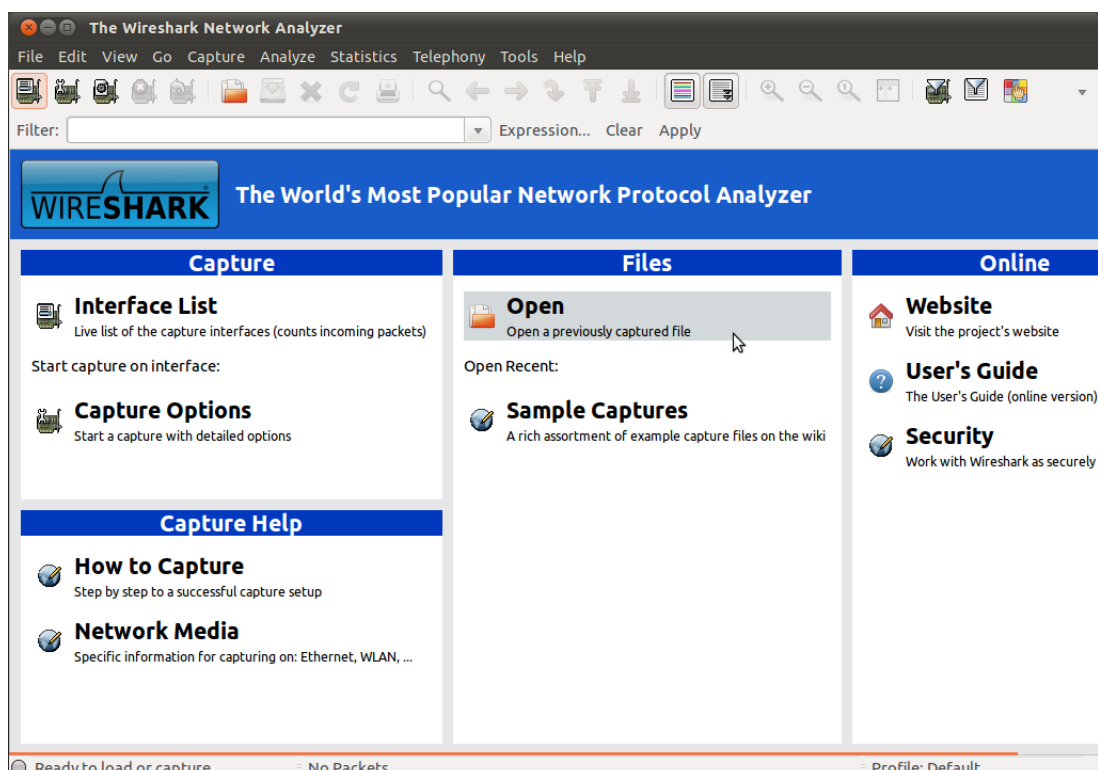 The Wireshark Network Analyzer
File Edit View Go Capture Analyze Statistics Telephony Tools Help
Filter: Expression... Clear Apply
WIRESHARK
The World's Most Popular Network Protocol Analyzer
Capture
Interface List
Live list of the capture interfaces (counts incoming packets)
Start capture on interface:
Capture Options
Start a capture with detailed options
Capture Help
How to Capture
Step by step to a successful capture setup
Network Media
Specific information for capturing on: Ethernet, WLAN, ...
Files
Open
Open a previously captured file
Open Recent:
Sample Captures
A rich assortment of example capture files on the wiki
Online
Website
Visit the project's website
User's Guide
The User's Guide (online version)
Security
Work with Wireshark as securely
Ready to load or capture
No Packets
Profile: Default